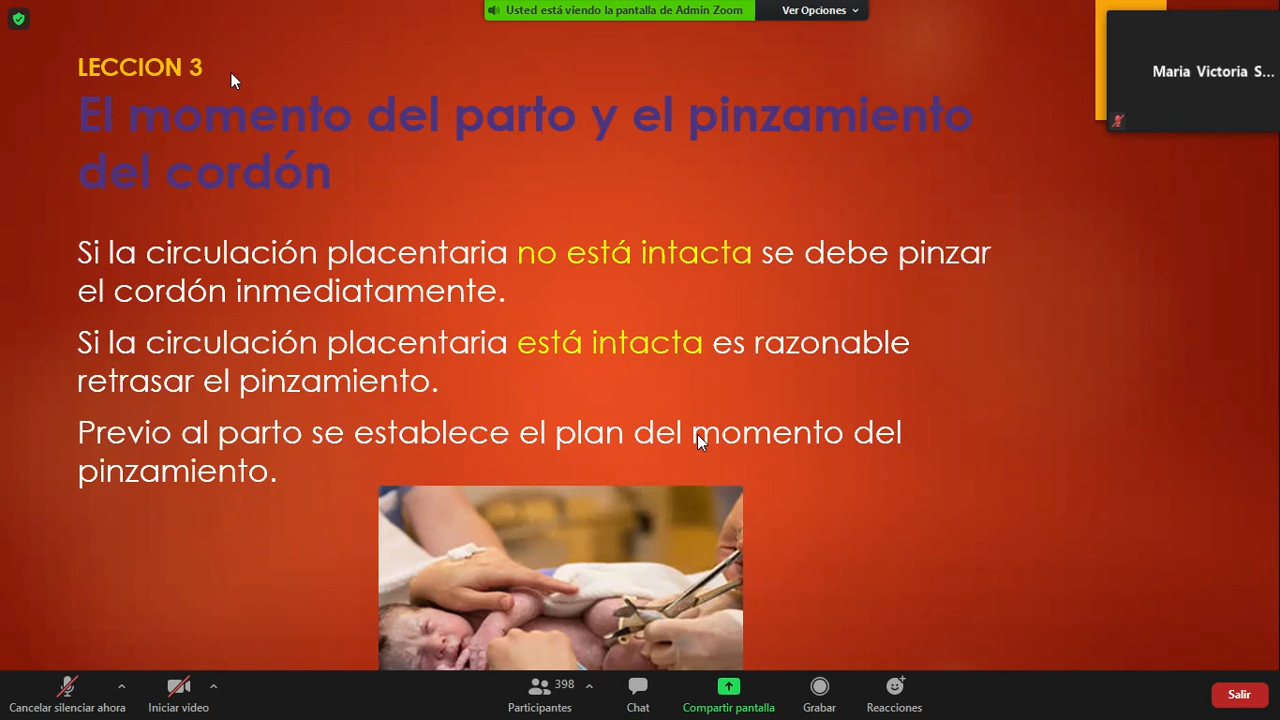 Usted está viendo la pantalla de Admin Zoom
Ver Opciones
Maria Victoria S...
LECCION 3
El momento del parto y el pinzamiento
del cordón
Si la circulación placentaria no está intacta se debe pinzar
el cordón inmediatamente.
Si la circulación placentaria está intacta es razonable
retrasar el pinzamiento.
Previo al parto se establece el plan del momento del
pinzamiento.
Cancelar silenciar ahora
Iniciar video
398
Participantes
Chat
Compartir pantalla
Grabar
Reacciones
Salir